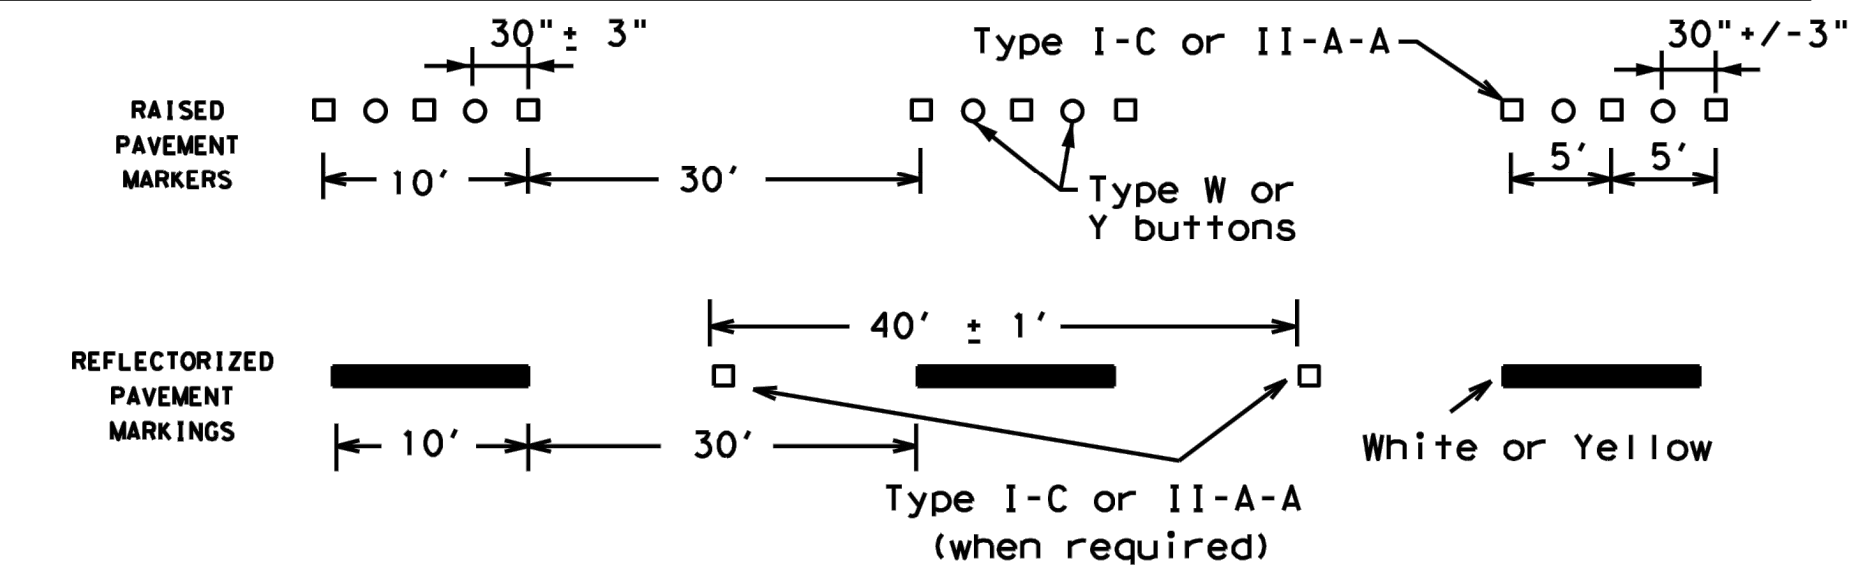 30"± 3"
Type I-C or II-A-A
30"+/-3"
RAISED
PAVEMENT
MARKERS
10'
30'
Type W or
Y buttons
5'
5'
40' ± 1'
REFLECTORIZED
PAVEMENT
MARKINGS
10'
30'
White or Yellow
Type I-C or II-A-A
(when required)